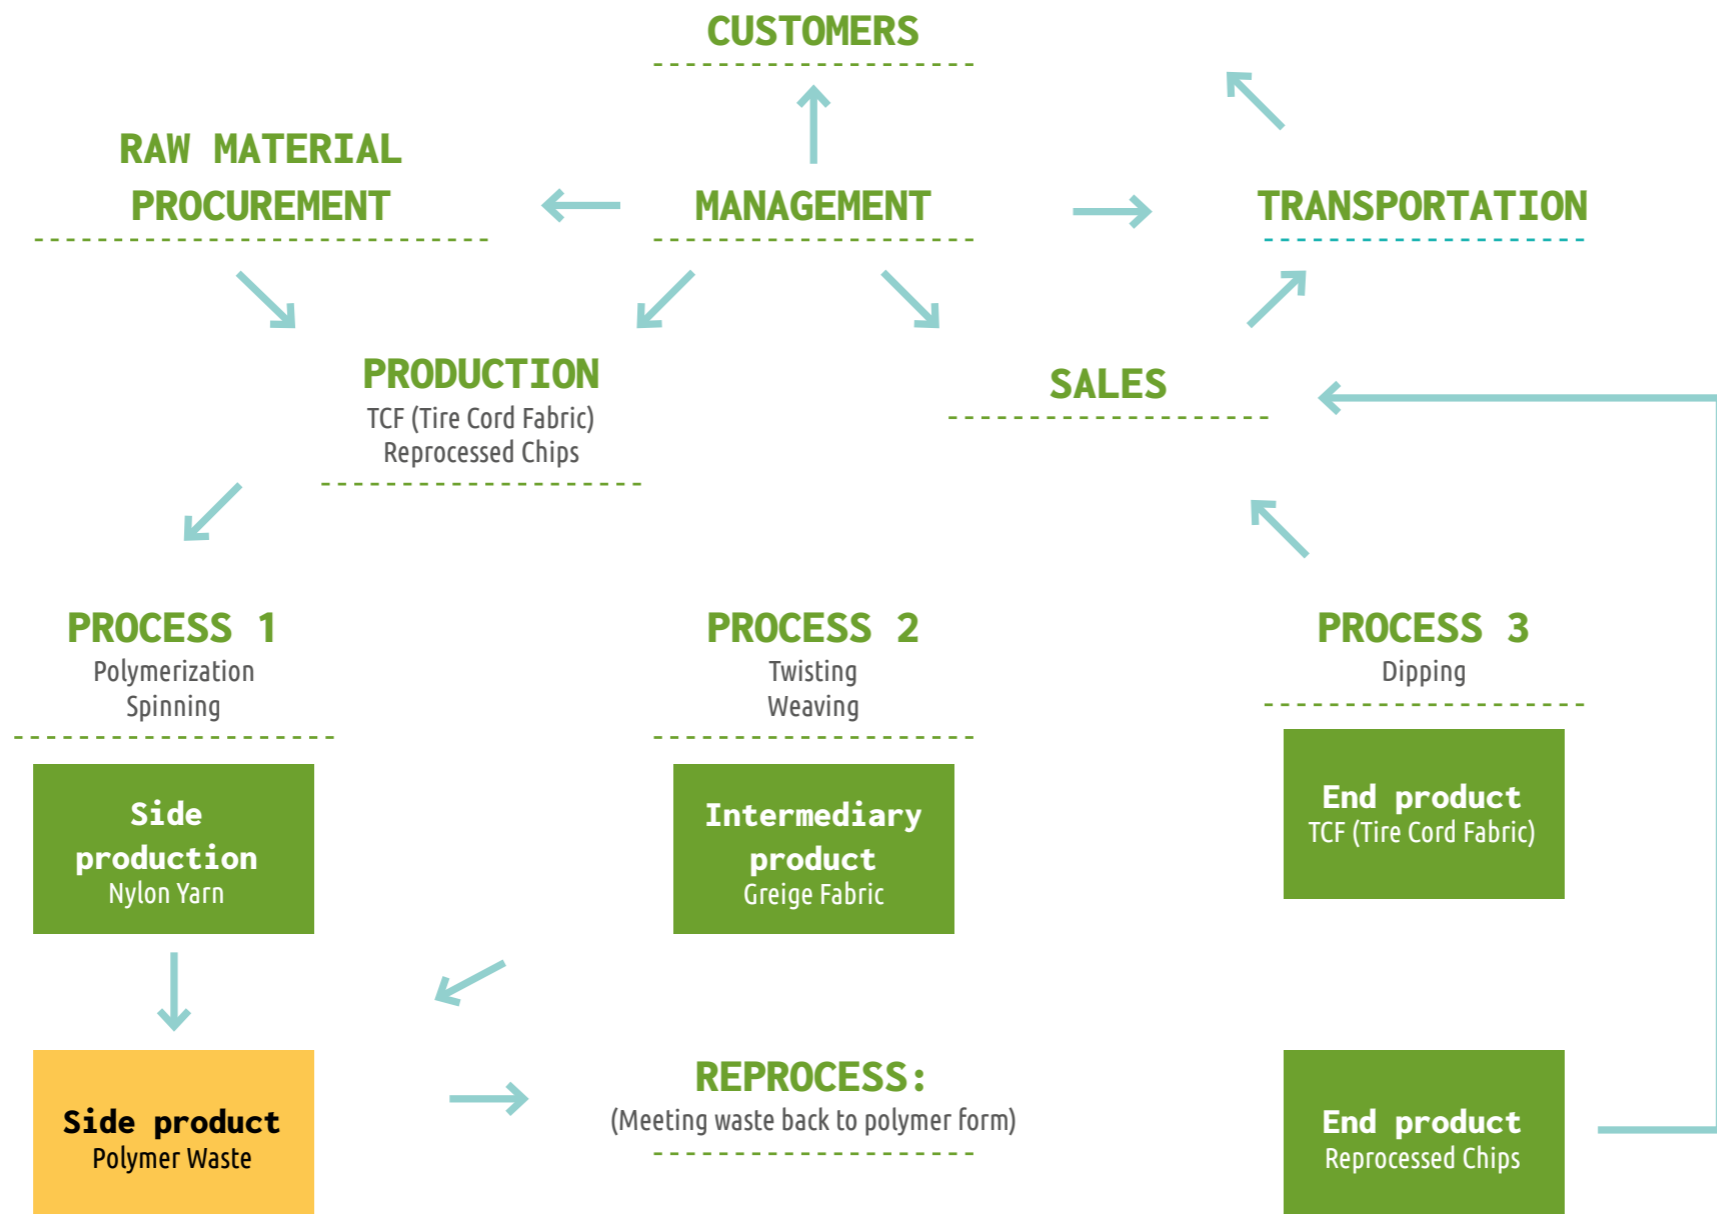 CUSTOMERS
RAW MATERIAL
PROCUREMENT
MANAGEMENT
TRANSPORTATION
PRODUCTION
TCF (Tire Cord Fabric)
Reprocessed Chips
SALES
PROCESS 1
Polymerization
Spinning
PROCESS 2
Twisting
Weaving
PROCESS 3
Dipping
Side
production
Nylon Yarn
Intermediary
product
Greige Fabric
End product
TCF (Tire Cord Fabric)
Side product
Polymer Waste
REPROCESS:
(Meeting waste back to polymer form)
End product
Reprocessed Chips